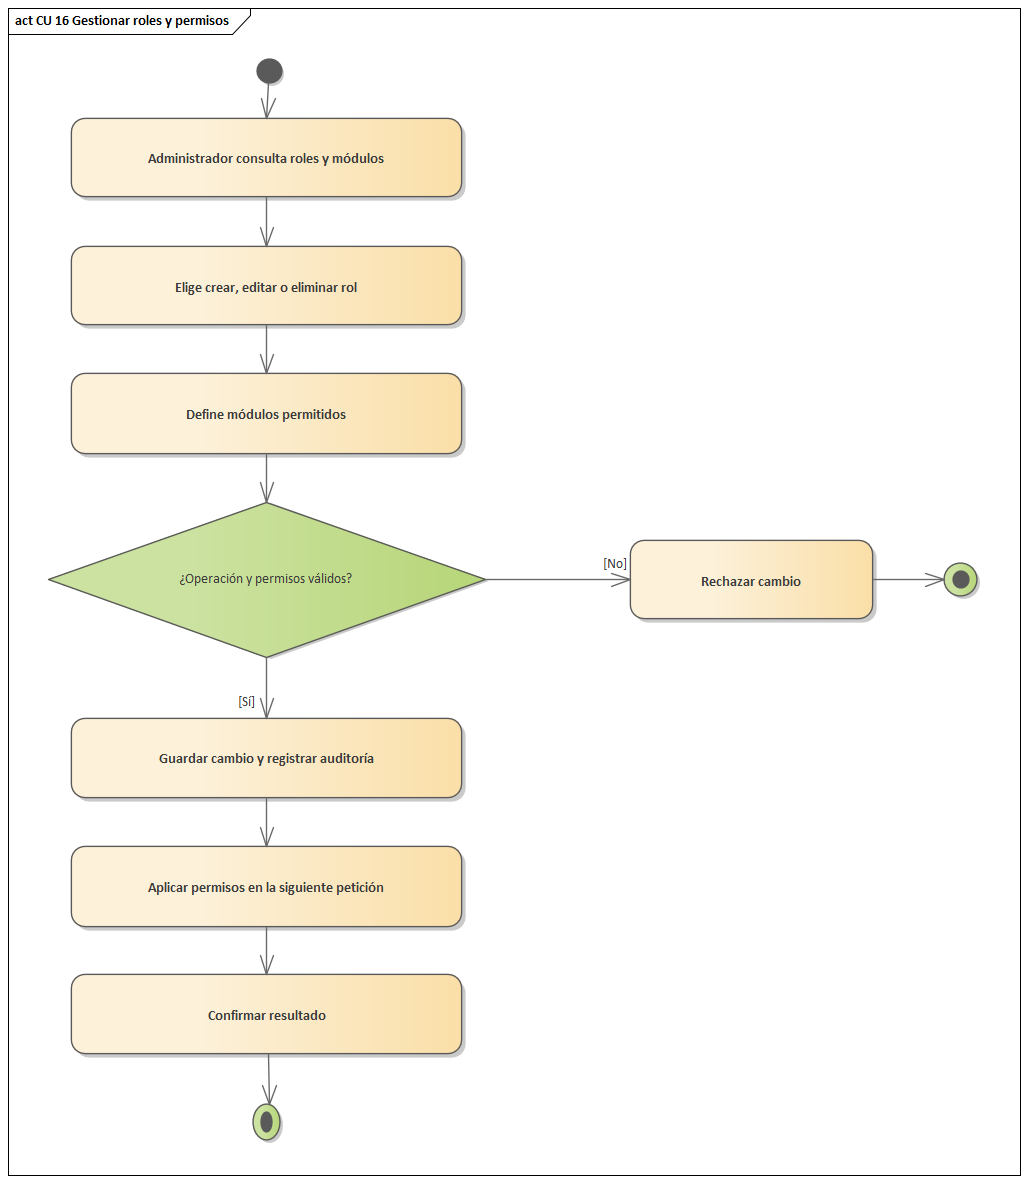 act CU 16 Gestionar roles y permisos
Administrador consulta roles y módulos
Elige crear, editar o eliminar rol
Define módulos permitidos
¿Operación y permisos válidos?
[No]
Rechazar cambio
[Sí]
Guardar cambio y registrar auditoría
Aplicar permisos en la siguiente petición
Confirmar resultado